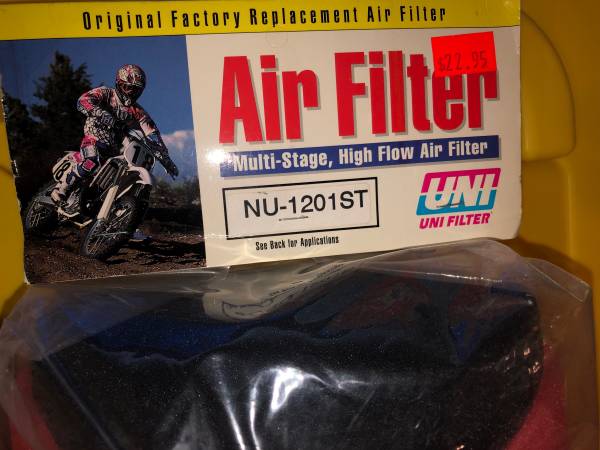 Original Factory Replacement Air Filter
$22.95
Air Filter
Multi-Stage, High Flow Air Filter
NU-1201ST
UNI
UNI FILTER
See Back for Applications